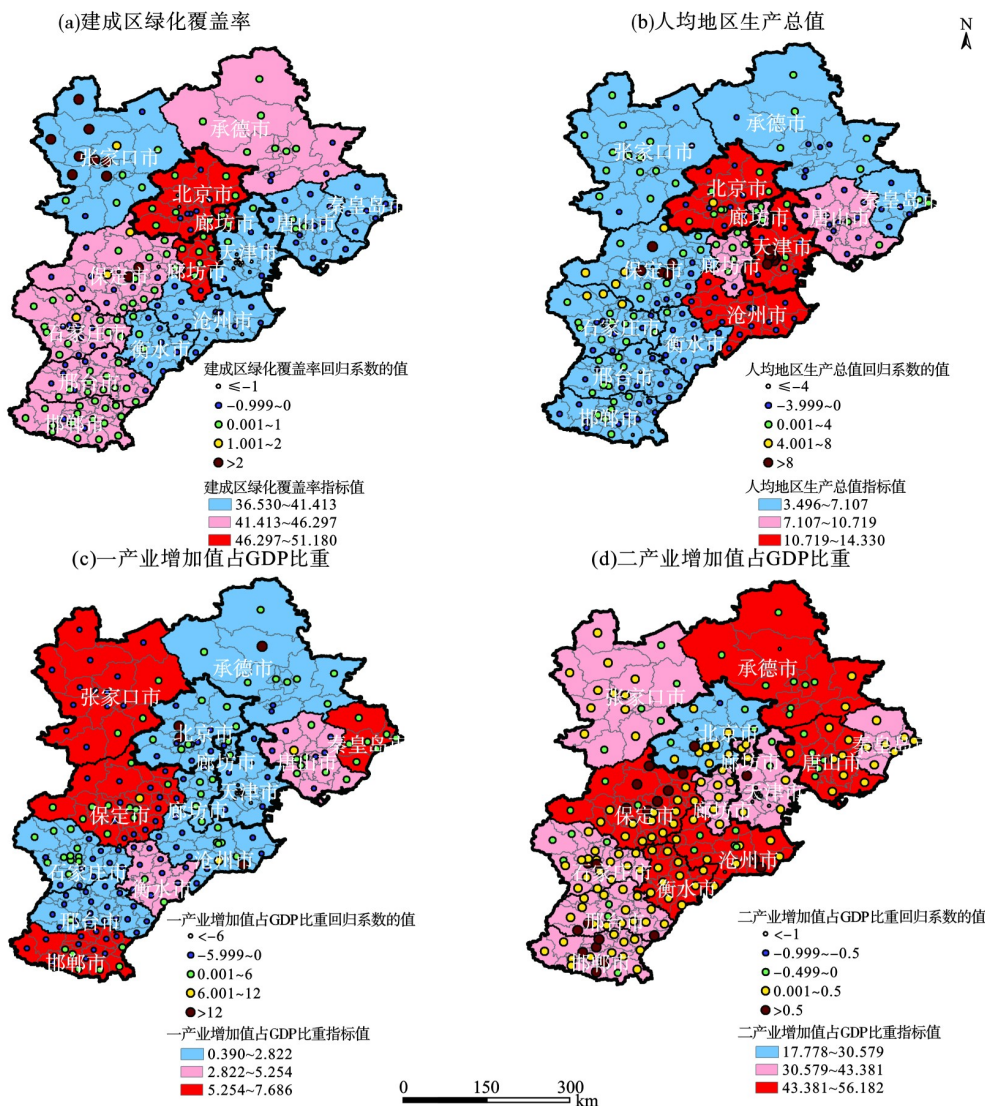 (a)建成区绿化覆盖率
(b)人均地区生产总值
N
承德市
张家口市
北京市
廊坊市
唐山市
秦皇岛市
天津市
保定市
廊坊市
沧州市
石家庄市
衡水市
邢台市
邯郸市
建成区绿化覆盖率回归系数的值
≤-1
-0.999~0
0.001~1
1.001~2
>2
建成区绿化覆盖率指标值
36.530~41.413
41.413~46.297
46.297~51.180
承德市
张家口市
北京市
廊坊市
唐山市
秦皇岛市
天津市
保定市
廊坊市
沧州市
石家庄市
衡水市
邢台市
邯郸市
人均地区生产总值回归系数的值
≤-4
-3.999~0
0.001~4
4.001~8
>8
人均地区生产总值指标值
3.496~7.107
7.107~10.719
10.719~14.330
(c)一产业增加值占GDP比重
(d)二产业增加值占GDP比重
承德市
张家口市
北京市
廊坊市
唐山市
秦皇岛市
天津市
保定市
廊坊市
沧州市
石家庄市
衡水市
邢台市
邯郸市
一产业增加值占GDP比重回归系数的值
<-6
-5.999~0
0.001~6
6.001~12
>12
一产业增加值占GDP比重指标值
0.390~2.822
2.822~5.254
5.254~7.686
承德市
张家口市
北京市
廊坊市
唐山市
秦皇岛市
天津市
保定市
廊坊市
沧州市
石家庄市
衡水市
邢台市
邯郸市
二产业增加值占GDP比重回归系数的值
<-1
-0.999~-0.5
-0.499~0
0.001~0.5
>0.5
二产业增加值占GDP比重指标值
17.778~30.579
30.579~43.381
43.381~56.182
0 150 300
km